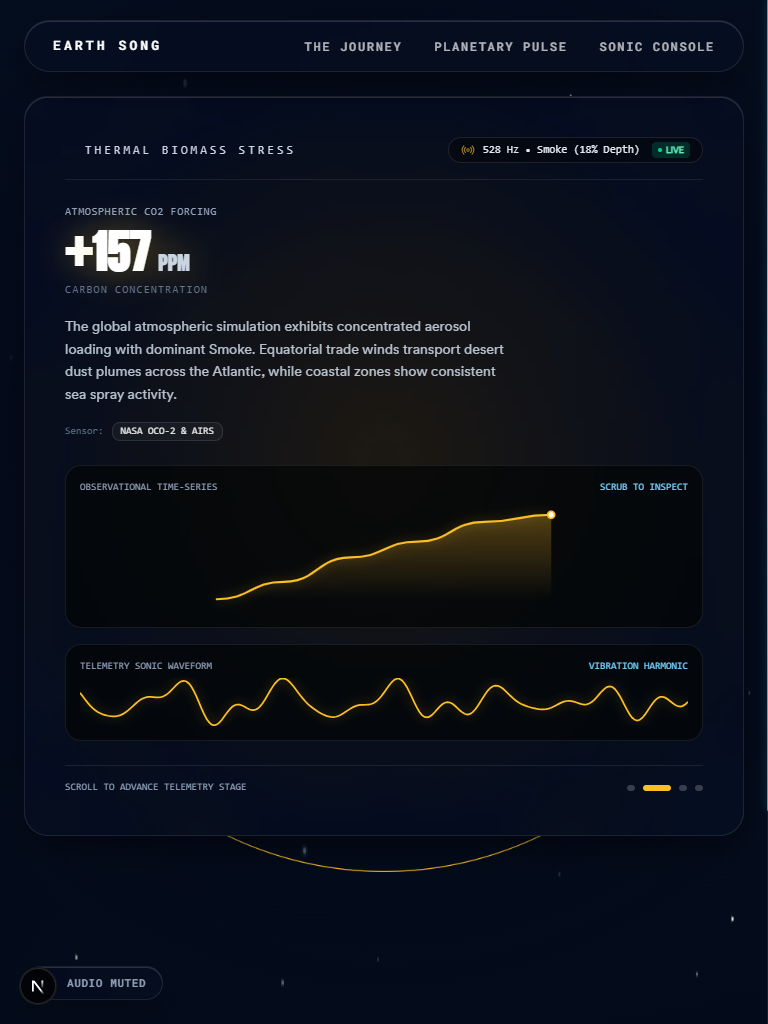 EARTH SONG
THE JOURNEY PLANETARY PULSE SONIC CONSOLE
THERMAL BIOMASS STRESS
528 Hz • Smoke (18% Depth) • LIVE
ATMOSPHERIC CO2 FORCING
+157 PPM
CARBON CONCENTRATION
The global atmospheric simulation exhibits concentrated aerosol
loading with dominant Smoke. Equatorial trade winds transport desert
dust plumes across the Atlantic, while coastal zones show consistent
sea spray activity.
Sensor: NASA OCO-2 & AIRS
OBSERVATIONAL TIME-SERIES SCRUB TO INSPECT
TELEMETRY SONIC WAVEFORM VIBRATION HARMONIC
SCROLL TO ADVANCE TELEMETRY STAGE
N AUDIO MUTED